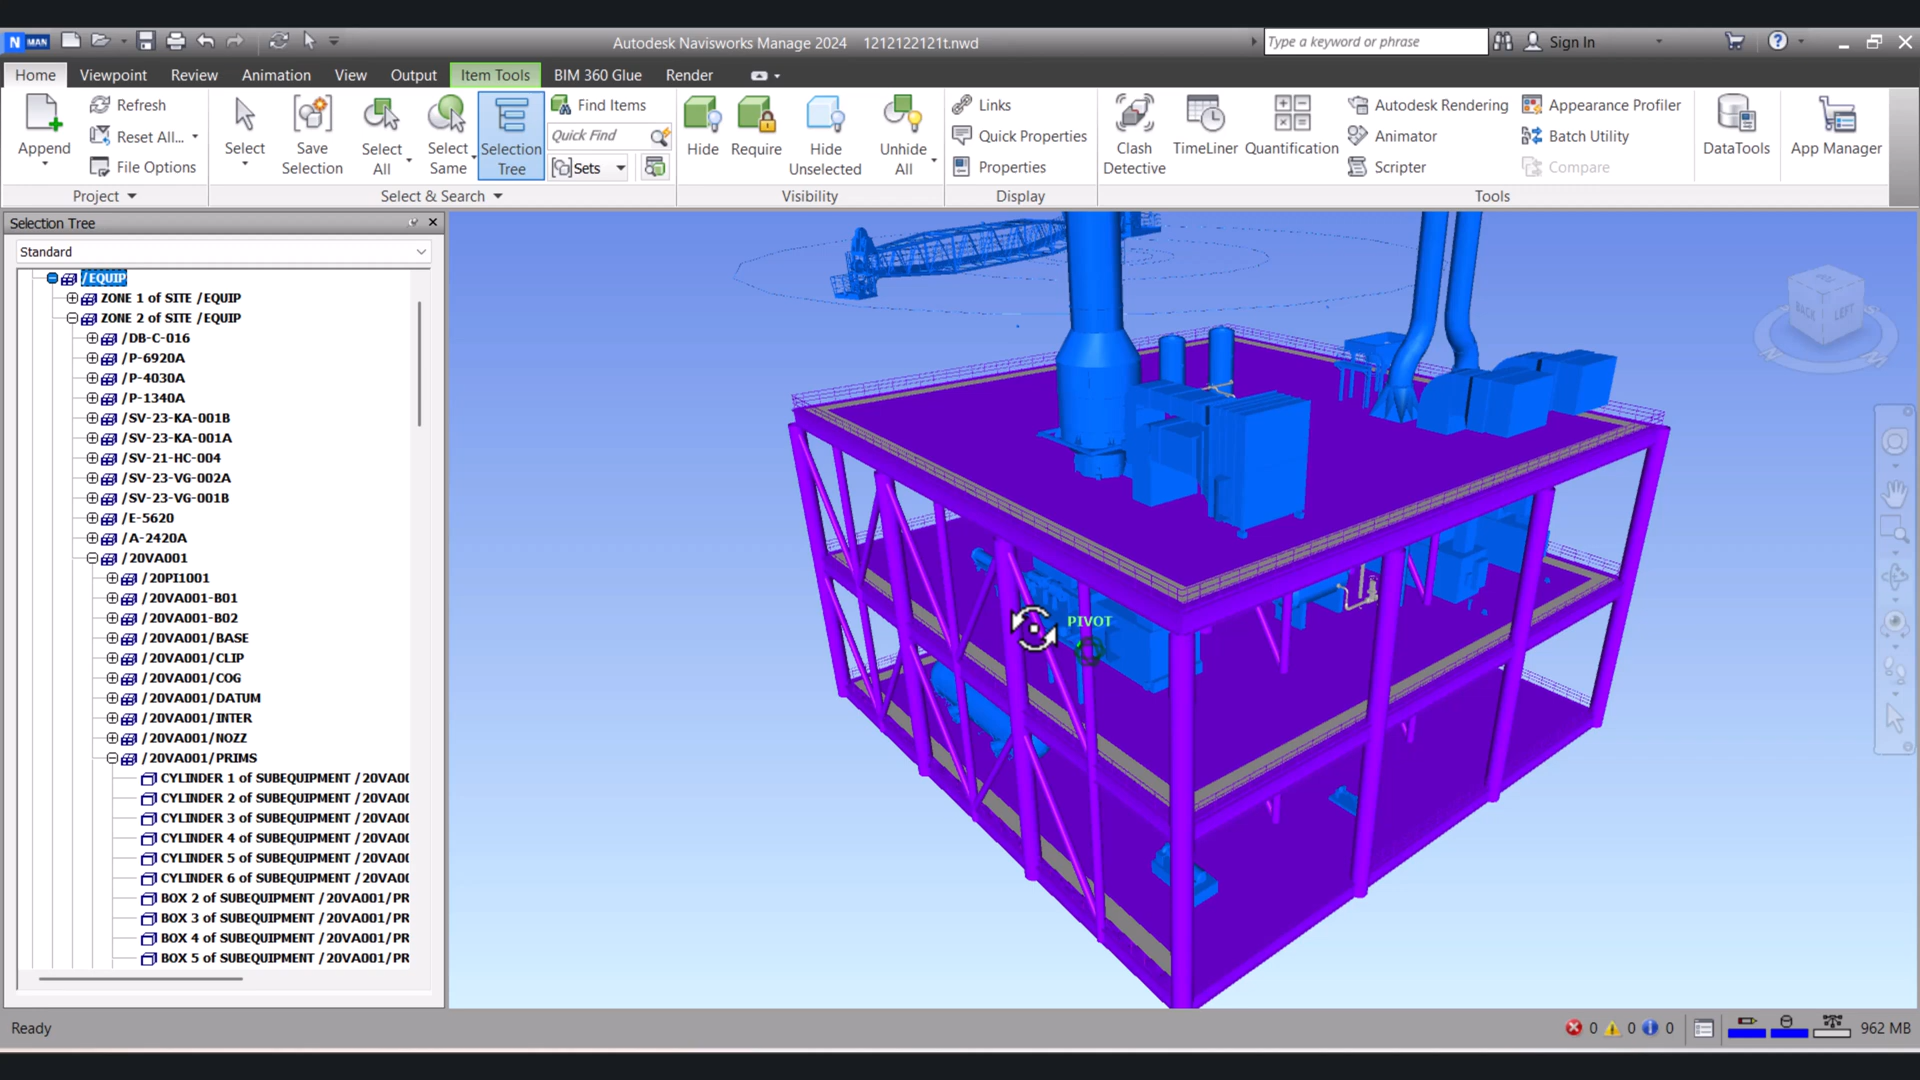 N MAN
Autodesk Navisworks Manage 2024 1212122121t.nwd
Type a keyword or phrase
Sign In
Home Viewpoint Review Animation View Output Item Tools BIM 360 Glue Render
Append
Refresh
Reset All...
File Options
Project
Select
Save Selection
Select All
Select Same
Selection Tree
Find Items
Quick Find
Sets
Select & Search
Hide
Require
Hide Unselected
Unhide All
Visibility
Links
Quick Properties
Properties
Display
Clash Detective
TimeLiner
Quantification
Autodesk Rendering
Animator
Scripter
Appearance Profiler
Batch Utility
Compare
Tools
DataTools
App Manager
Selection Tree
Standard
/EQUIP
ZONE 1 of SITE /EQUIP
ZONE 2 of SITE /EQUIP
/DB-C-016
/P-6920A
/P-4030A
/P-1340A
/SV-23-KA-001B
/SV-23-KA-001A
/SV-21-HC-004
/SV-23-VG-002A
/SV-23-VG-001B
/E-5620
/A-2420A
/20VA001
/20PI1001
/20VA001-B01
/20VA001-B02
/20VA001/BASE
/20VA001/CLIP
/20VA001/COG
/20VA001/DATUM
/20VA001/INTER
/20VA001/NOZZ
/20VA001/PRIMS
CYLINDER 1 of SUBEQUIPMENT /20VA00
CYLINDER 2 of SUBEQUIPMENT /20VA00
CYLINDER 3 of SUBEQUIPMENT /20VA00
CYLINDER 4 of SUBEQUIPMENT /20VA00
CYLINDER 5 of SUBEQUIPMENT /20VA00
CYLINDER 6 of SUBEQUIPMENT /20VA00
BOX 2 of SUBEQUIPMENT /20VA001/PR
BOX 3 of SUBEQUIPMENT /20VA001/PR
BOX 4 of SUBEQUIPMENT /20VA001/PR
BOX 5 of SUBEQUIPMENT /20VA001/PR
PIVOT
BACK
LEFT
Ready
0 0 0
962 MB